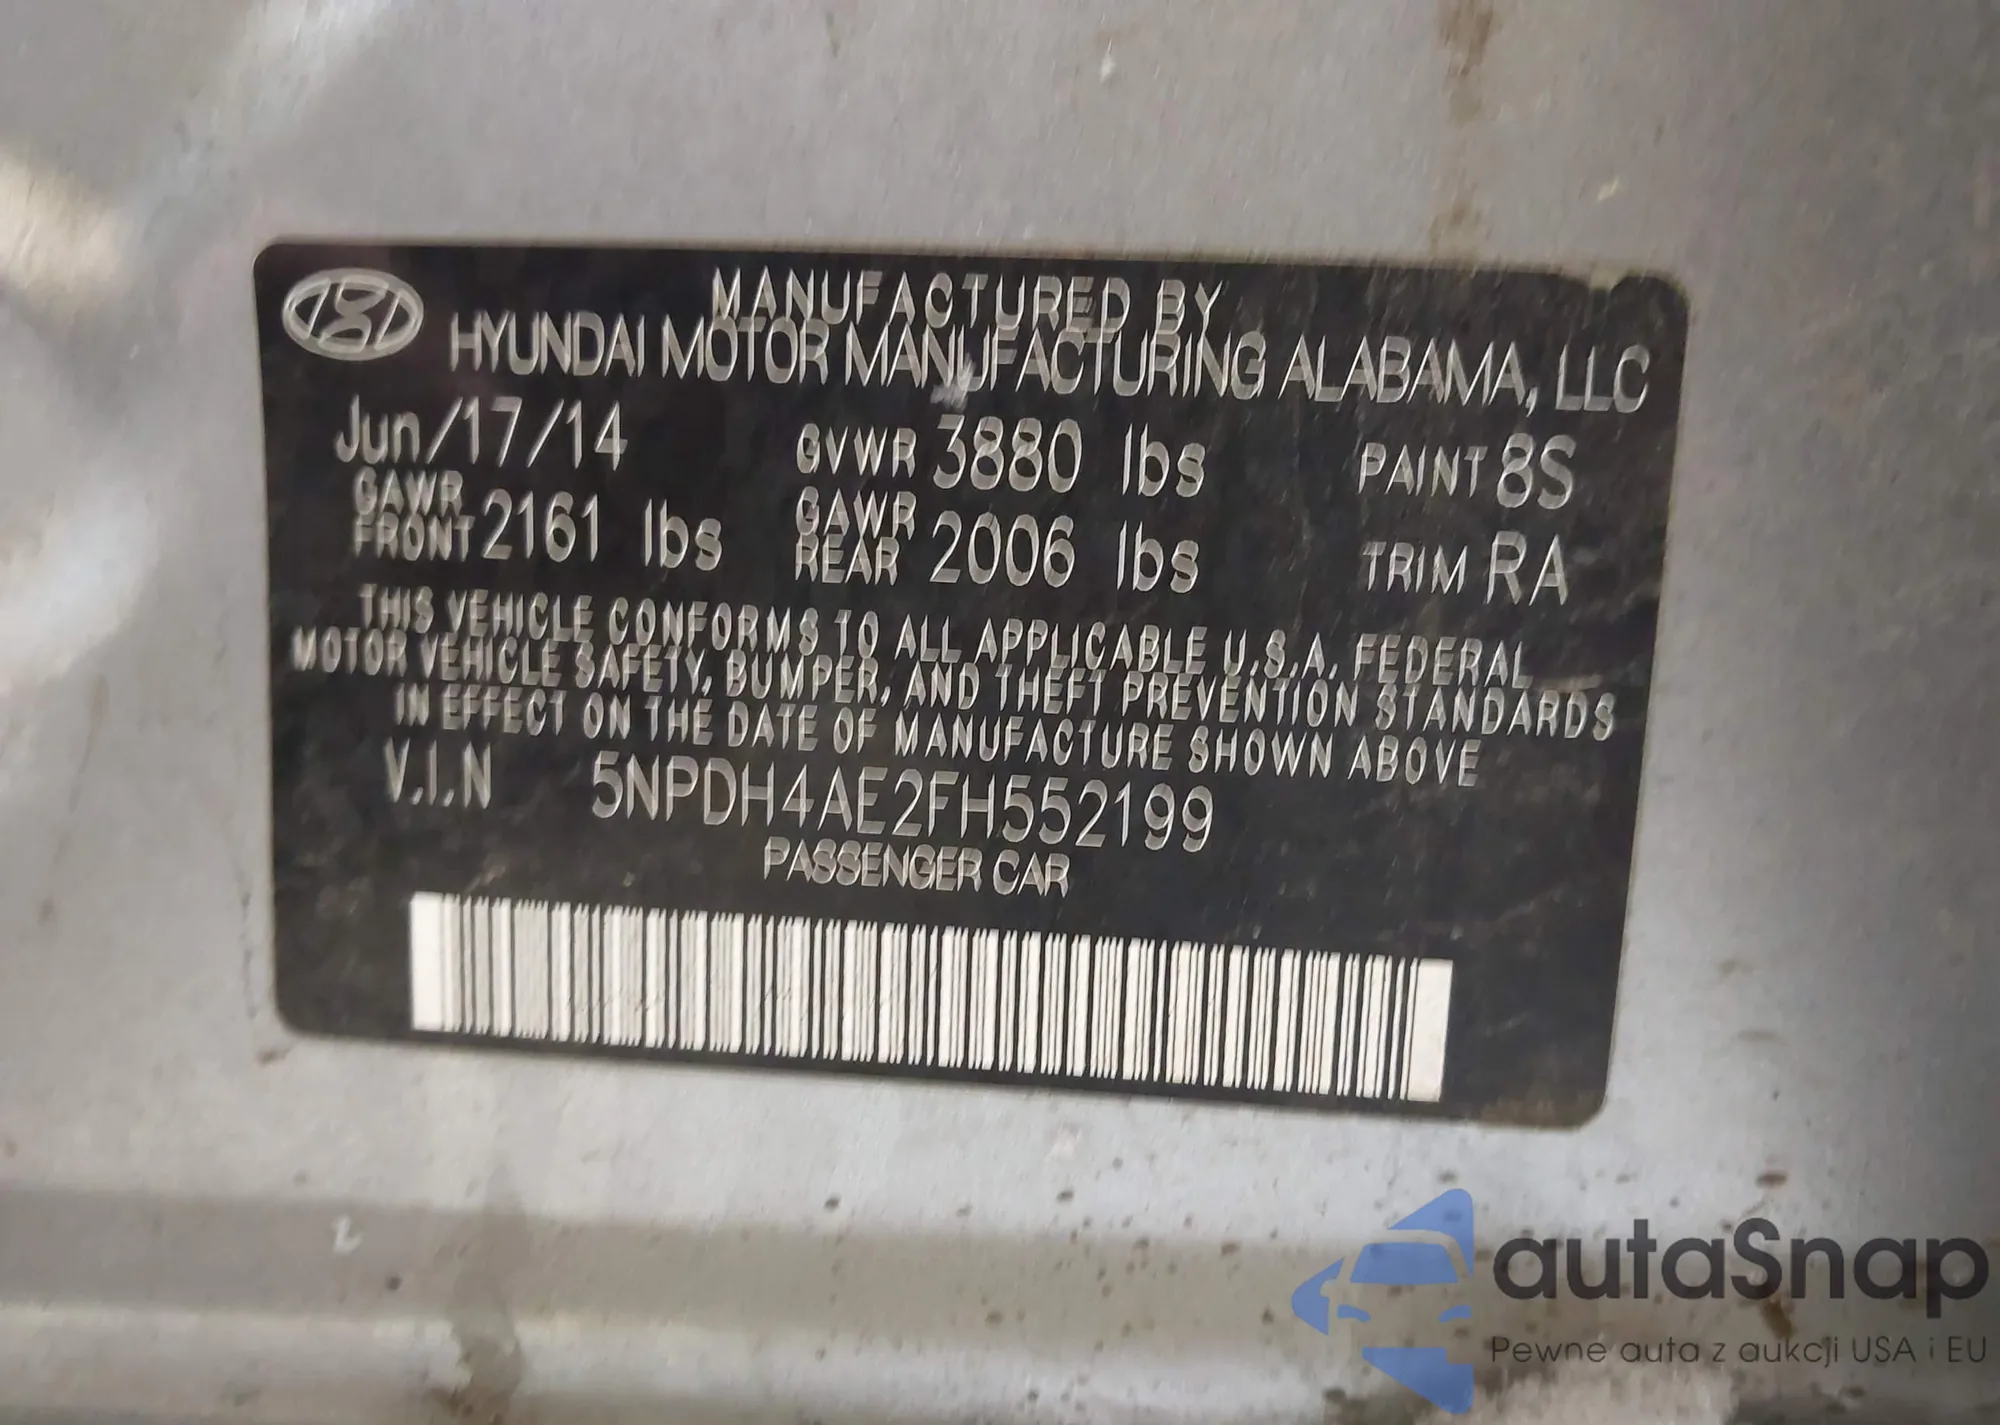 MANUFACTURED BY
HYUNDAI MOTOR MANUFACTURING ALABAMA, LLC
Jun/17/14 GVWR 3880 lbs PAINT 8S
GAWR FRONT 2161 lbs GAWR REAR 2006 lbs TRIM RA
THIS VEHICLE CONFORMS TO ALL APPLICABLE U.S.A. FEDERAL
MOTOR VEHICLE SAFETY, BUMPER, AND THEFT PREVENTION STANDARDS
IN EFFECT ON THE DATE OF MANUFACTURE SHOWN ABOVE
V.I.N 5NPDH4AE2FH552199
PASSENGER CAR
autaSnap
Pewne auta z aukcji USA i EU